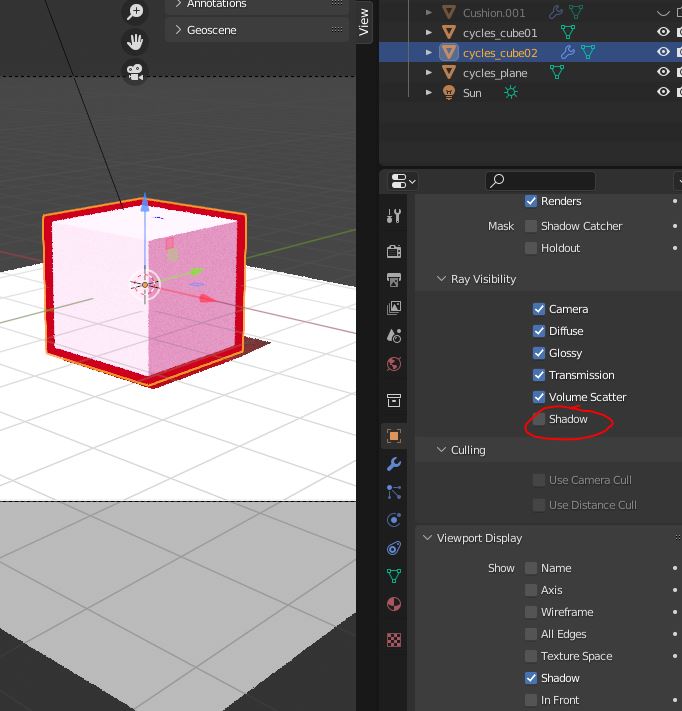 Annotations
Geoscene
View
Cushion.001
cycles_cube01
cycles_cube02
cycles_plane
Sun
Renders
Mask Shadow Catcher
Holdout
Ray Visibility
Camera
Diffuse
Glossy
Transmission
Volume Scatter
Shadow
Culling
Use Camera Cull
Use Distance Cull
Viewport Display
Show Name
Axis
Wireframe
All Edges
Texture Space
Shadow
In Front